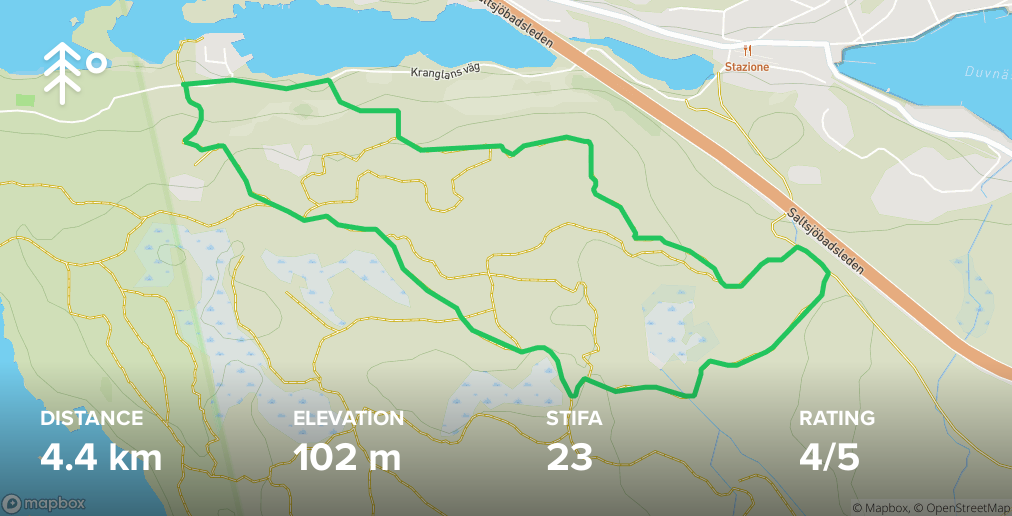 Saltsjöbadsleden
Kranglans väg
Stazione
Saltsjöbadsleden
DISTANCE
4.4 km
ELEVATION
102 m
STIFA
23
RATING
4/5
mapbox
© Mapbox, © OpenStreetMap